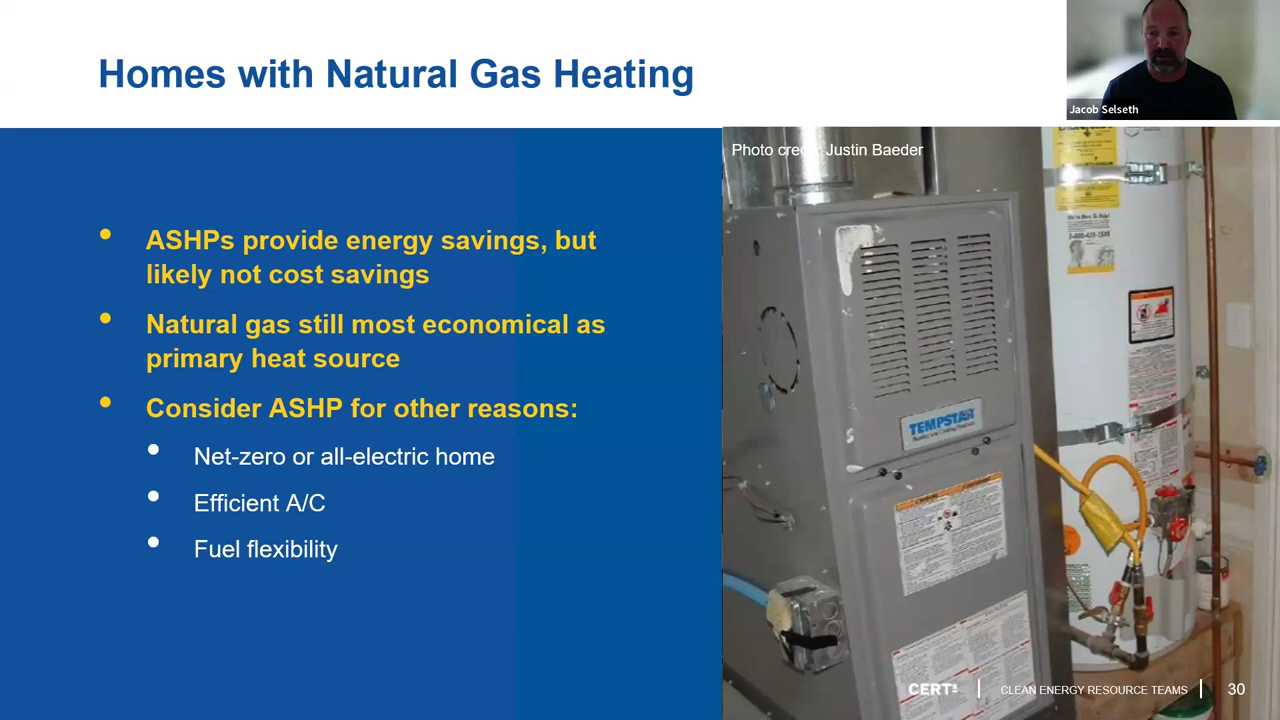 Homes with Natural Gas Heating
Jacob Selseth
Photo Justin Baeder
• ASHPs provide energy savings, but
likely not cost savings
• Natural gas still most economical as
primary heat source
• Consider ASHP for other reasons:
• Net-zero or all-electric home
• Efficient A/C
• Fuel flexibility
TEMPSTAR
CERTs | CLEAN ENERGY RESOURCE TEAMS | 30